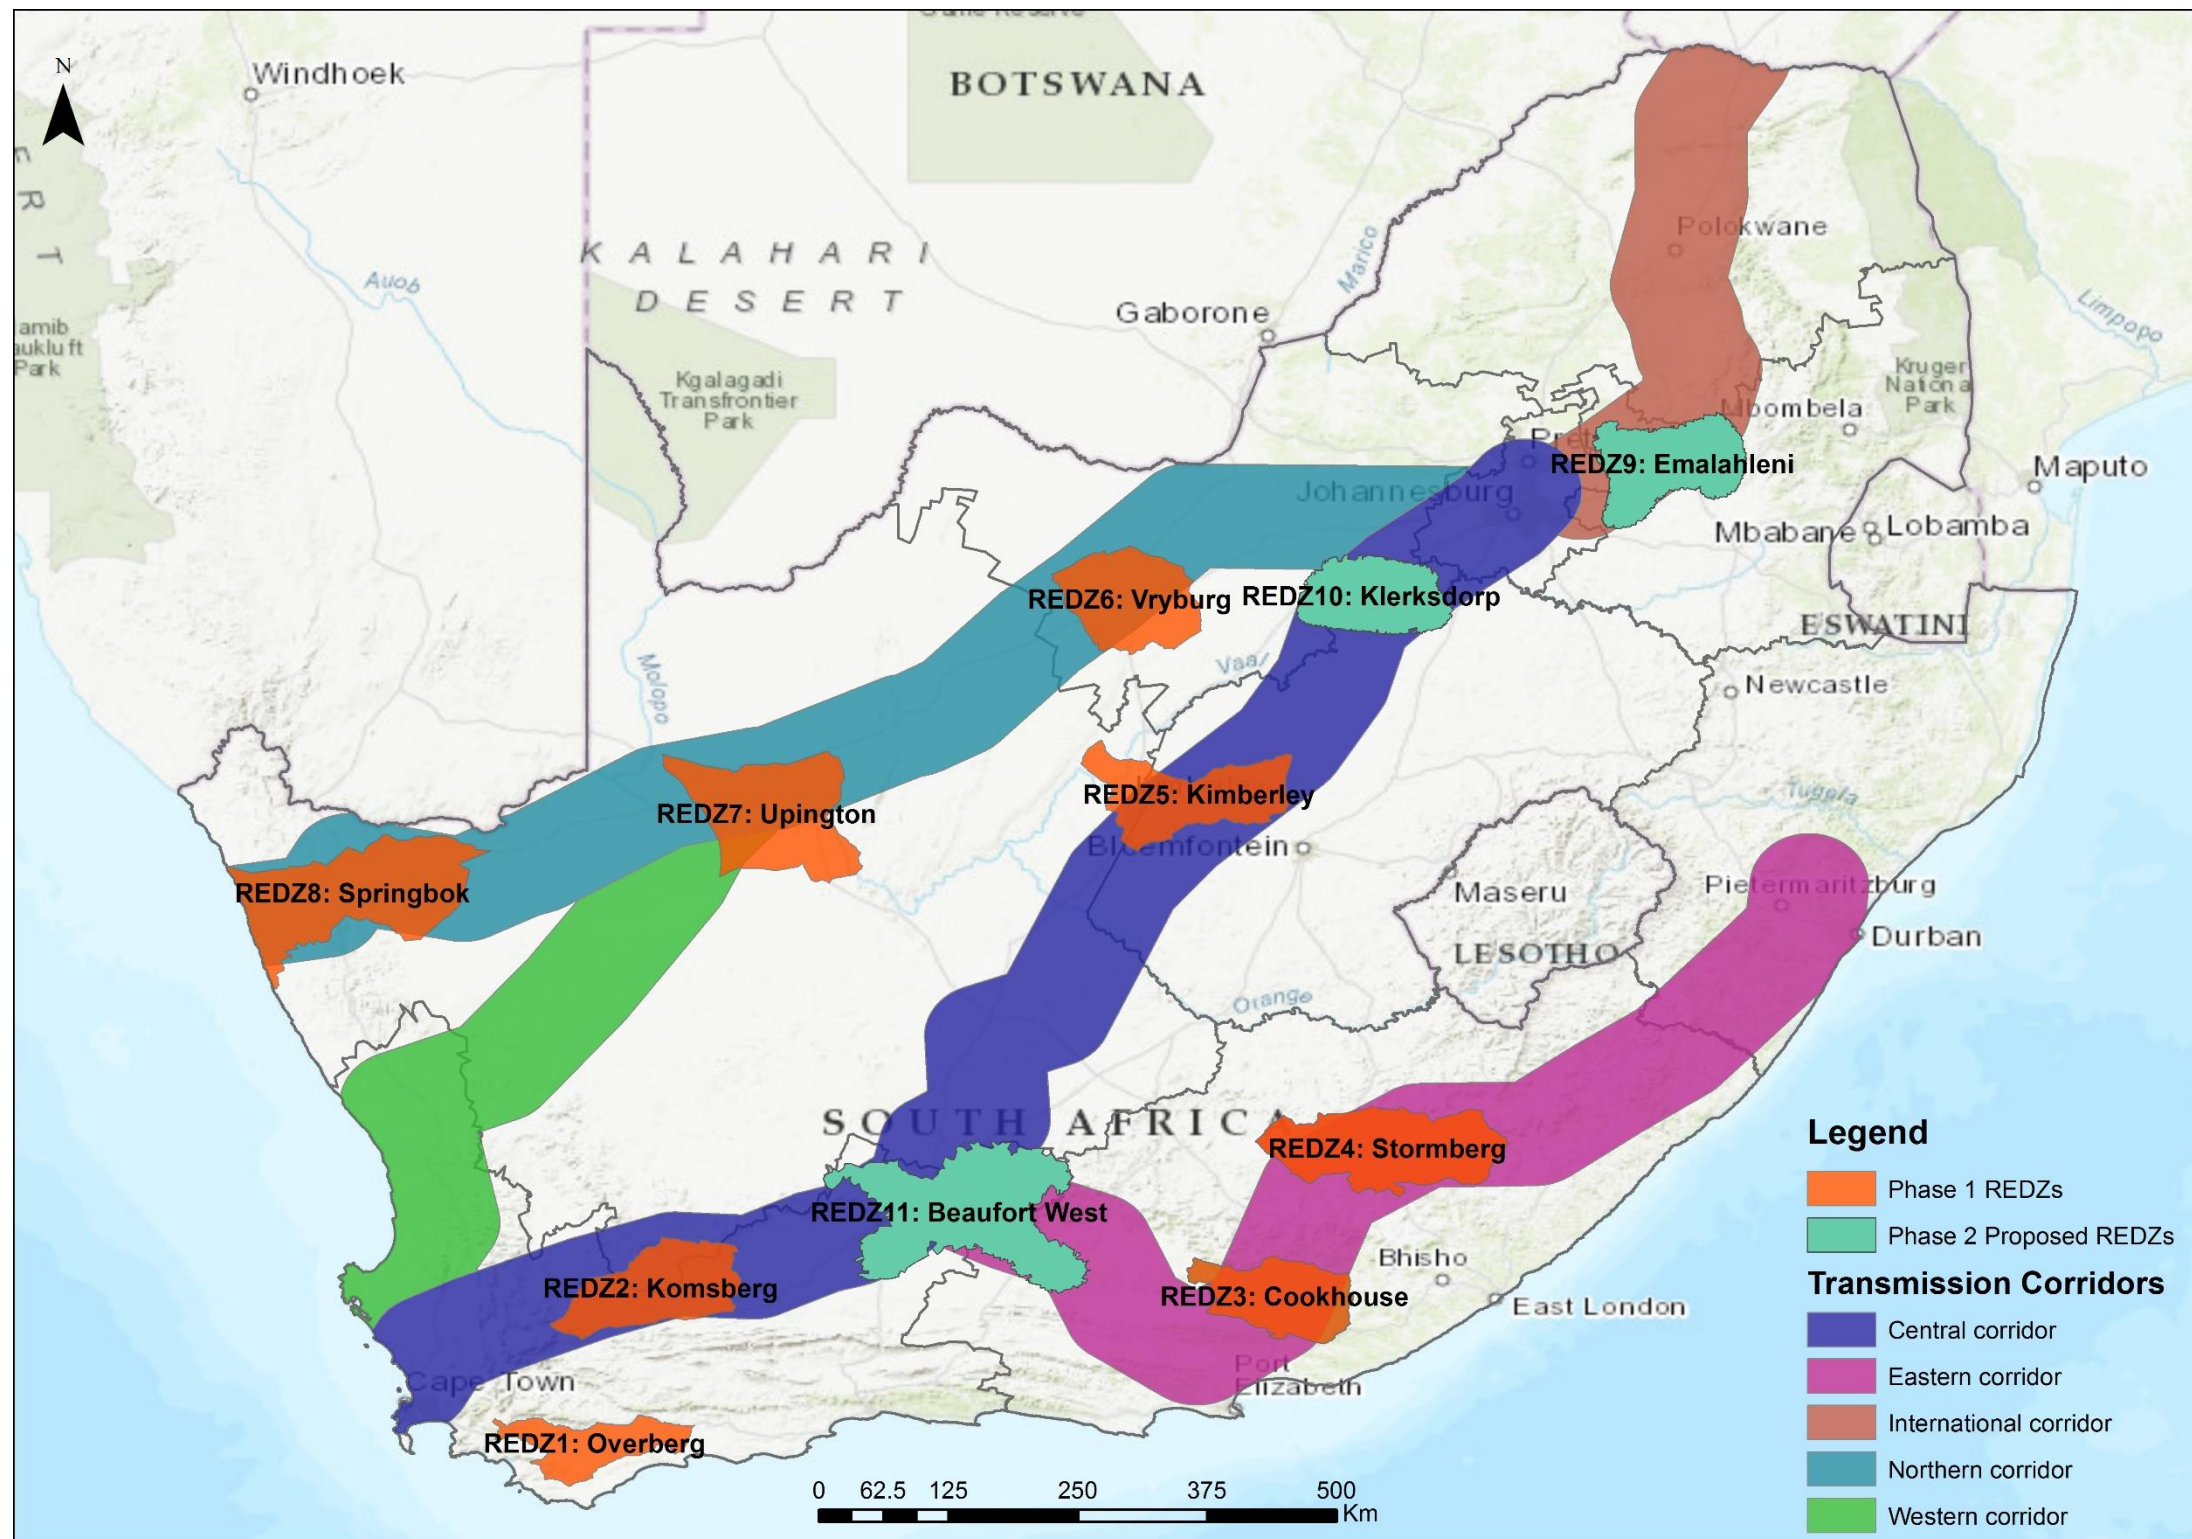 N
Windhoek
BOTSWANA
KALAHARI
DESERT
Auob
Marico
Polokwane
Gaborone
Limpopo
Kgalagadi
Transfrontier
Park
Kruger
Park
Mbombela
REDZ9: Emalahleni
Maputo
Johannesburg
Mbabane
Lobamba
REDZ6: Vryburg
REDZ10: Klerksdorp
ESWATINI
Molopo
Newcastle
REDZ5: Kimberley
Tugela
REDZ7: Upington
Bloemfontein
REDZ8: Springbok
Maseru
Pietermaritzburg
LESOTHO
Durban
Orange
SOUTH AFRICA
REDZ4: Stormberg
REDZ11: Beaufort West
Bhisho
REDZ2: Komsberg
REDZ3: Cookhouse
East London
Port
Elizabeth
Cape Town
REDZ1: Overberg
0 62.5 125 250 375 500
Km
Legend
Phase 1 REDZs
Phase 2 Proposed REDZs
Transmission Corridors
Central corridor
Eastern corridor
International corridor
Northern corridor
Western corridor